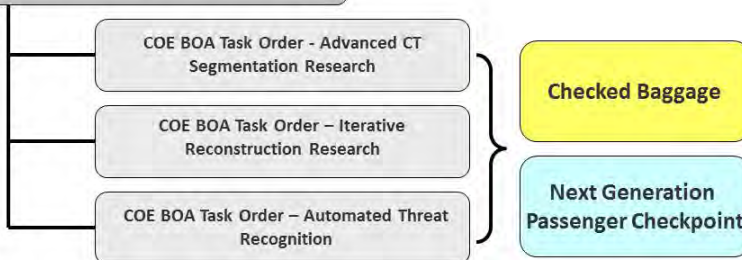 COE BOA Task Order - Advanced CT
Segmentation Research
COE BOA Task Order – Iterative
Reconstruction Research
COE BOA Task Order – Automated Threat
Recognition
Checked Baggage
Next Generation
Passenger Checkpoint